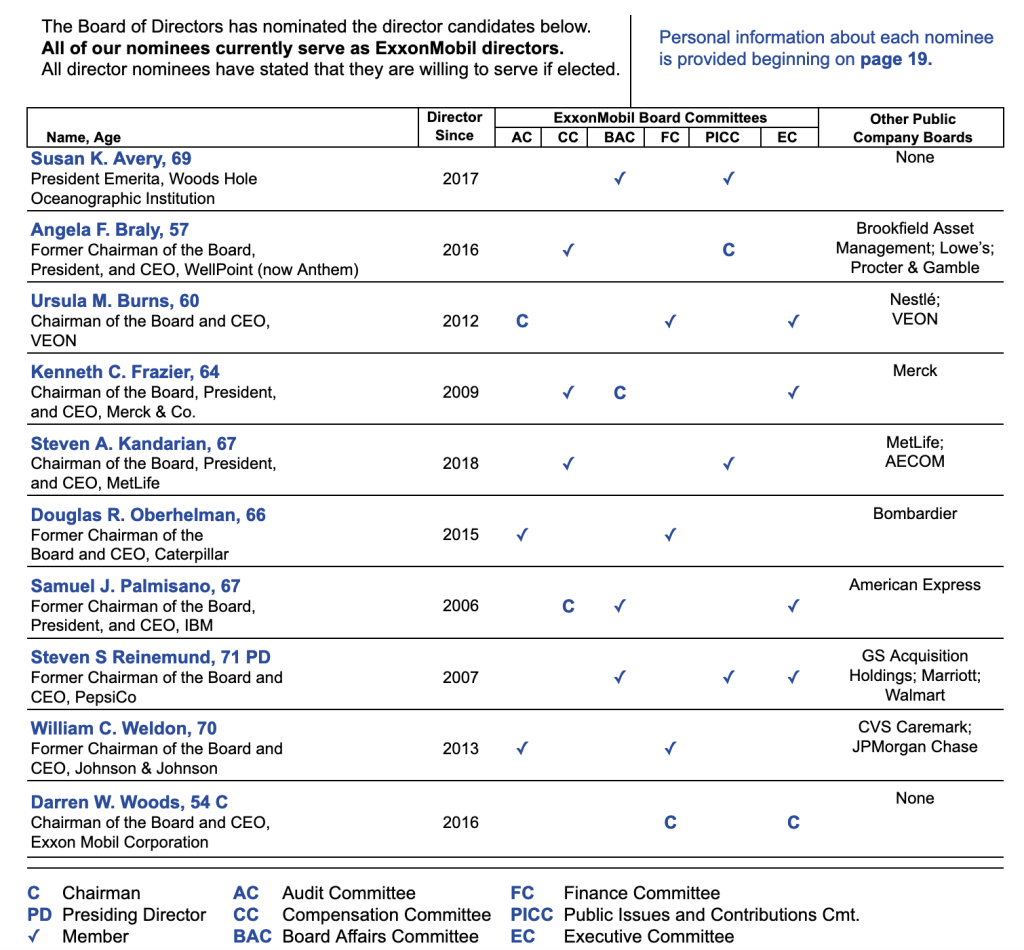 The Board of Directors has nominated the director candidates below.
All of our nominees currently serve as ExxonMobil directors.
All director nominees have stated that they are willing to serve if elected.
Personal information about each nominee
is provided beginning on page 19.
Name, Age
Director
Since
ExxonMobil Board Committees
AC CC BAC FC PICC EC
Other Public
Company Boards
Susan K. Avery, 69
President Emerita, Woods Hole
Oceanographic Institution
2017 ✓ ✓
None
Angela F. Braly, 57
Former Chairman of the Board,
President, and CEO, WellPoint (now Anthem)
2016 ✓ C
Brookfield Asset
Management; Lowe's;
Procter & Gamble
Ursula M. Burns, 60
Chairman of the Board and CEO,
VEON
2012 C ✓ ✓
Nestlé;
VEON
Kenneth C. Frazier, 64
Chairman of the Board, President,
and CEO, Merck & Co.
2009 ✓ C ✓
Merck
Steven A. Kandarian, 67
Chairman of the Board, President,
and CEO, MetLife
2018 ✓ ✓
MetLife;
AECOM
Douglas R. Oberhelman, 66
Former Chairman of the
Board and CEO, Caterpillar
2015 ✓ ✓
Bombardier
Samuel J. Palmisano, 67
Former Chairman of the Board,
President, and CEO, IBM
2006 C ✓ ✓
American Express
Steven S Reinemund, 71 PD
Former Chairman of the Board and
CEO, PepsiCo
2007 ✓ ✓ ✓
GS Acquisition
Holdings; Marriott;
Walmart
William C. Weldon, 70
Former Chairman of the Board and
CEO, Johnson & Johnson
2013 ✓ ✓
CVS Caremark;
JPMorgan Chase
Darren W. Woods, 54 C
Chairman of the Board and CEO,
Exxon Mobil Corporation
2016 C C
None
C Chairman AC Audit Committee FC Finance Committee
PD Presiding Director CC Compensation Committee PICC Public Issues and Contributions Cmt.
✓ Member BAC Board Affairs Committee EC Executive Committee